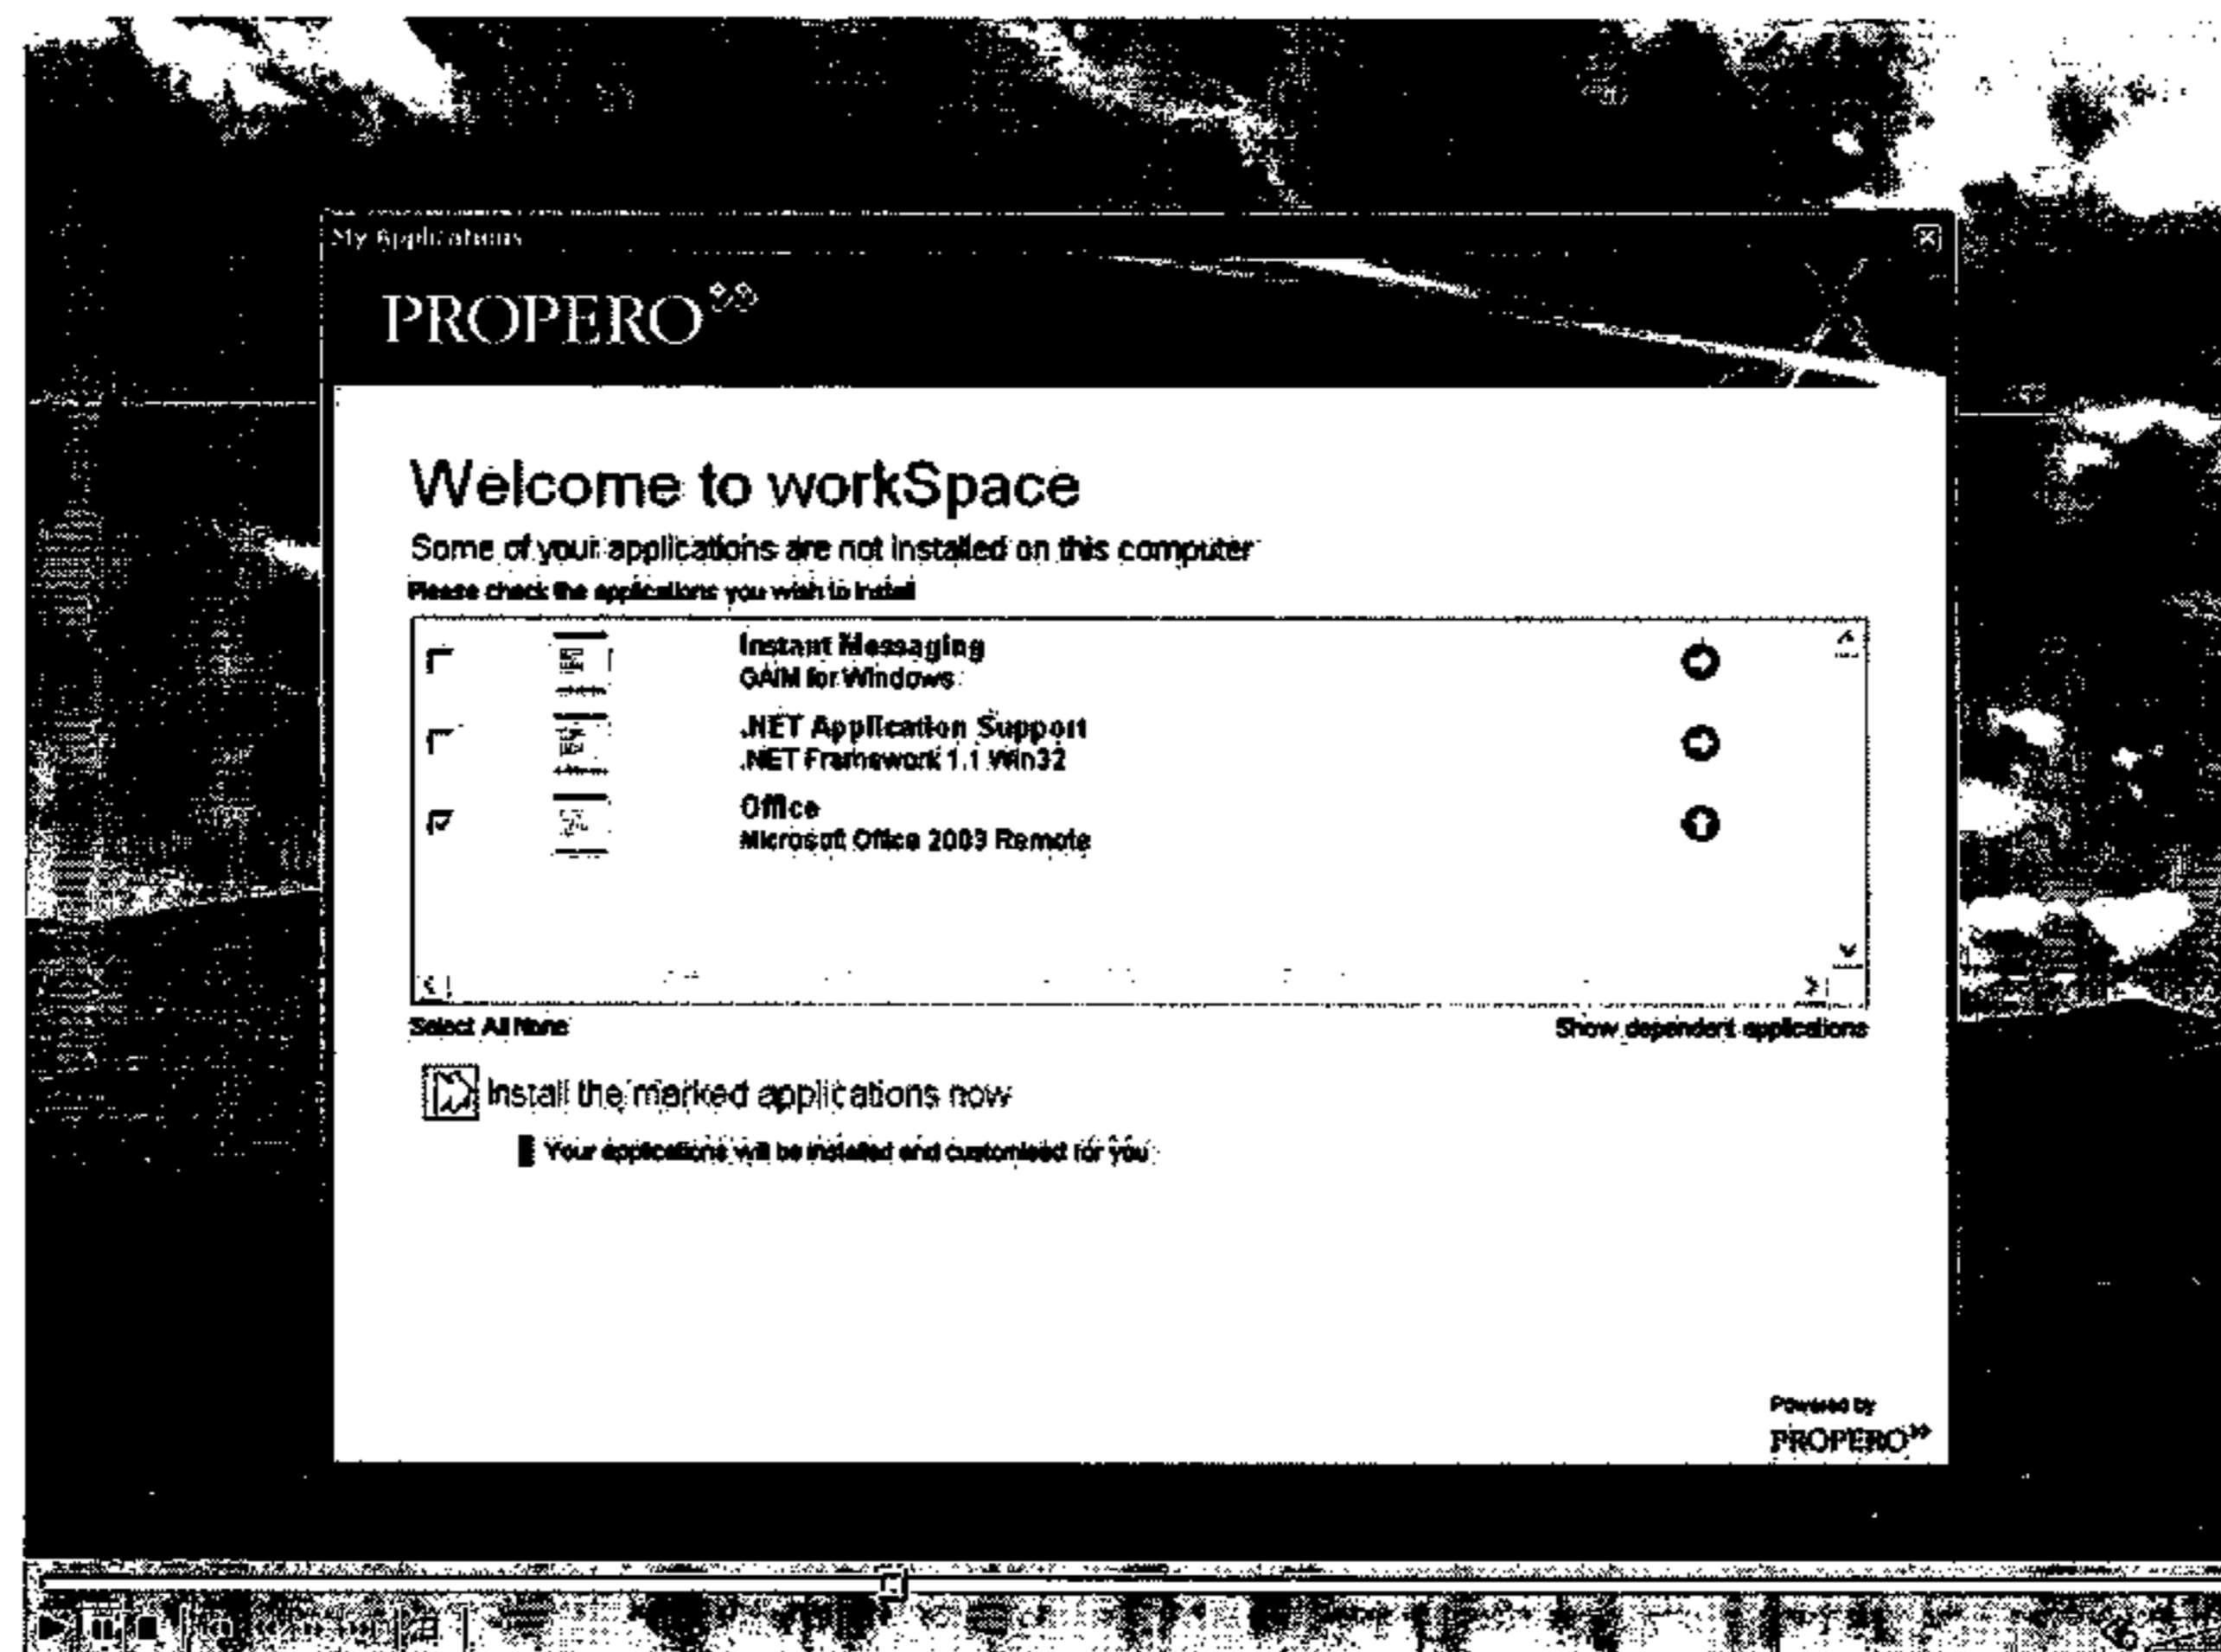 My Applications
PROPERO
Welcome to workSpace
Some of your applications are not installed on this computer
Please check the applications you wish to install
Instant Messaging
GAIM for Windows
.NET Application Support
.NET Framework 1.1 Win32
Office
Microsoft Office 2003 Remote
Select All None
Show dependent applications
Install the marked applications now
Your applications will be installed and customised for you
Powered by
PROPERO